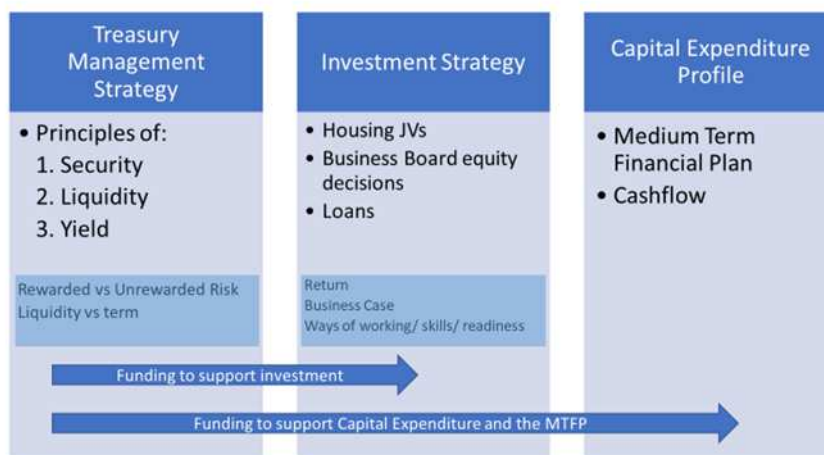 Treasury
Management
Strategy
• Principles of:
1. Security
2. Liquidity
3. Yield
Rewarded vs Unrewarded Risk
Liquidity vs term
Investment Strategy
• Housing JVs
• Business Board equity
decisions
• Loans
Return
Business Case
Ways of working/ skills/ readiness
Capital Expenditure
Profile
• Medium Term
Financial Plan
• Cashflow
Funding to support investment
Funding to support Capital Expenditure and the MTFP